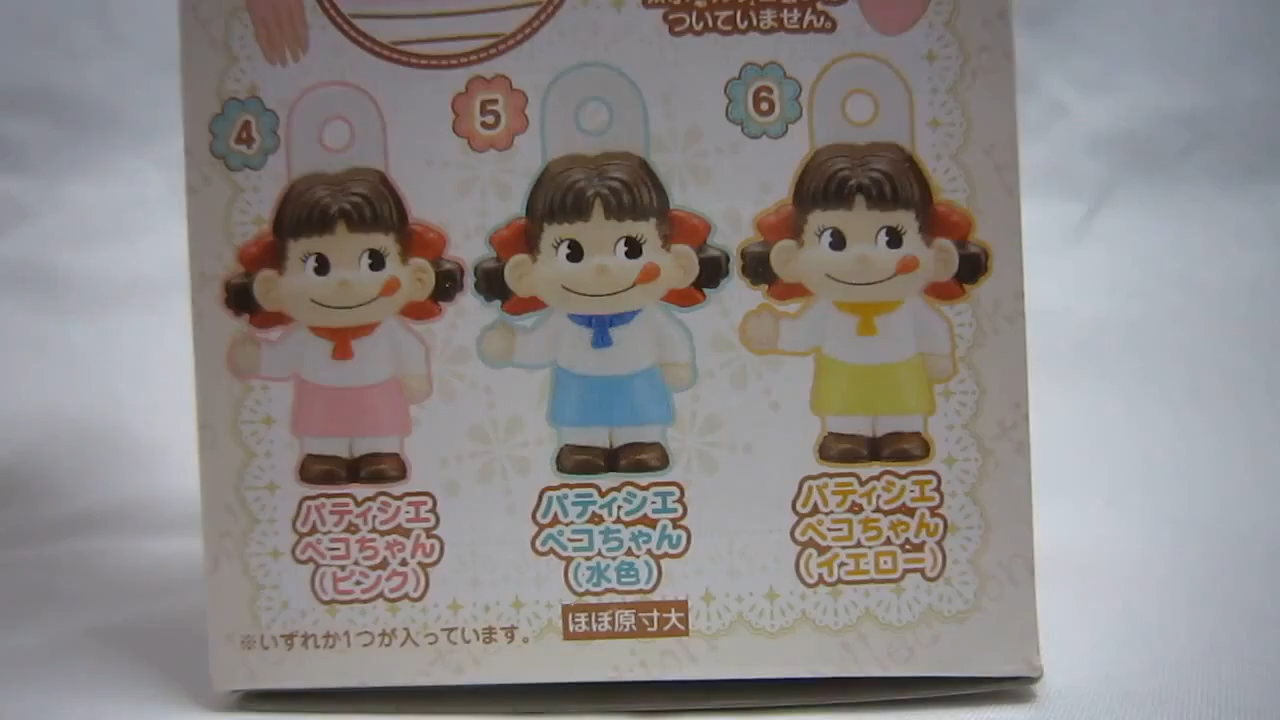 ついていません。
4
5
6
パティシエ
ペコちゃん
(ピンク)
パティシエ
ペコちゃん
(水色)
パティシエ
ペコちゃん
(イエロー)
ほぼ原寸大
※いずれか1つが入っています。